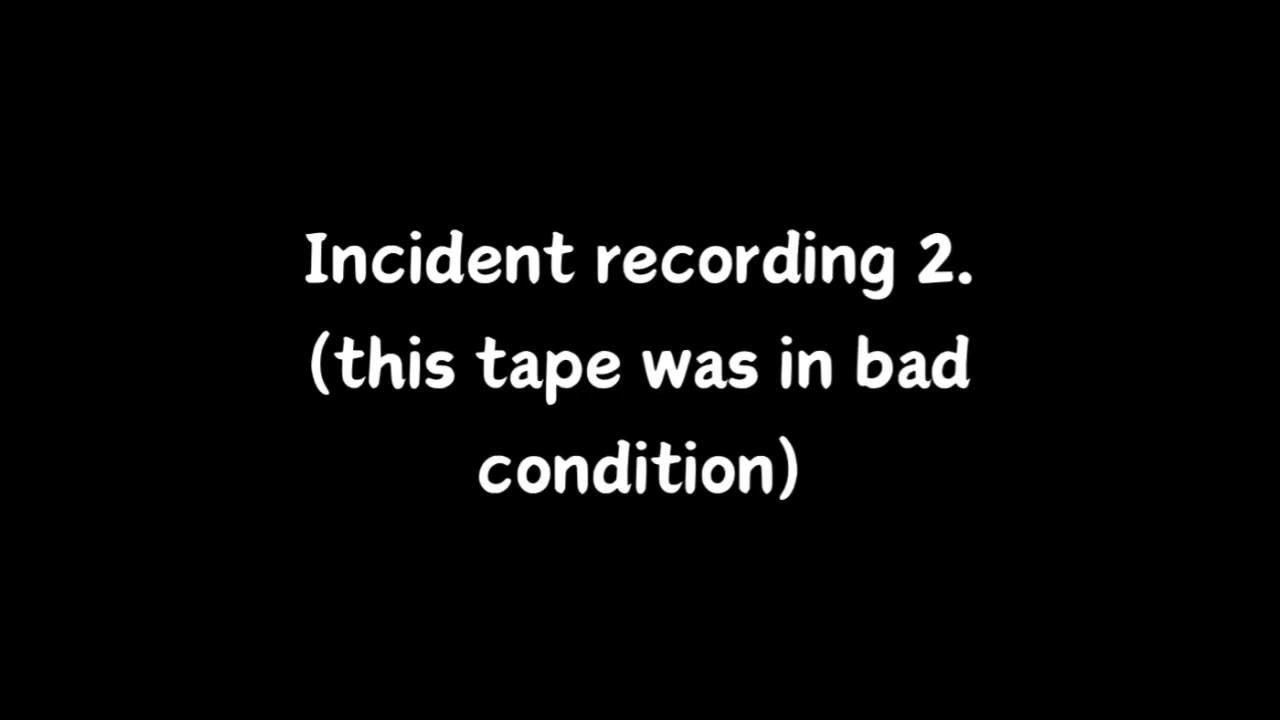 Incident recording 2.
(this tape was in bad
condition)